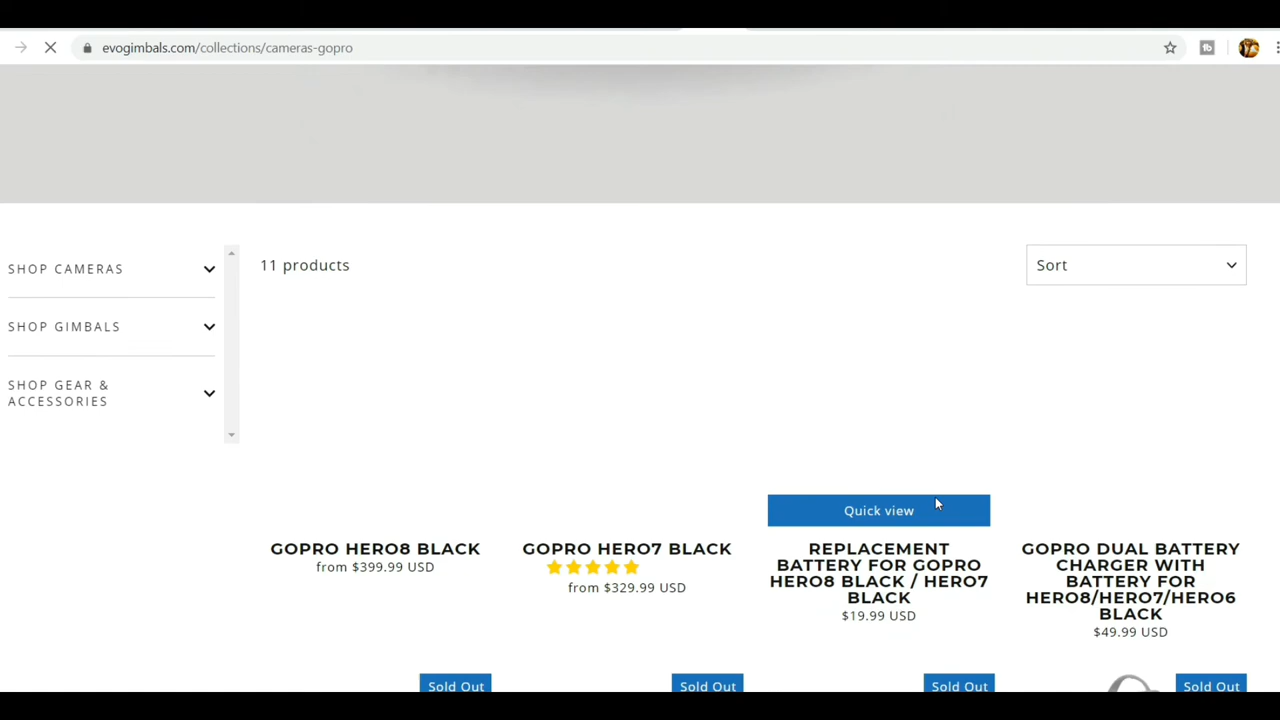 evogimbals.com/collections/cameras-gopro
SHOP CAMERAS
11 products
Sort
SHOP GIMBALS
SHOP GEAR &
ACCESSORIES
Quick view
GOPRO HERO8 BLACK
from $399.99 USD
GOPRO HERO7 BLACK
from $329.99 USD
REPLACEMENT
BATTERY FOR GOPRO
HERO8 BLACK / HERO7
BLACK
$19.99 USD
GOPRO DUAL BATTERY
CHARGER WITH
BATTERY FOR
HERO8/HERO7/HERO6
BLACK
$49.99 USD
Sold Out
Sold Out
Sold Out
Sold Out